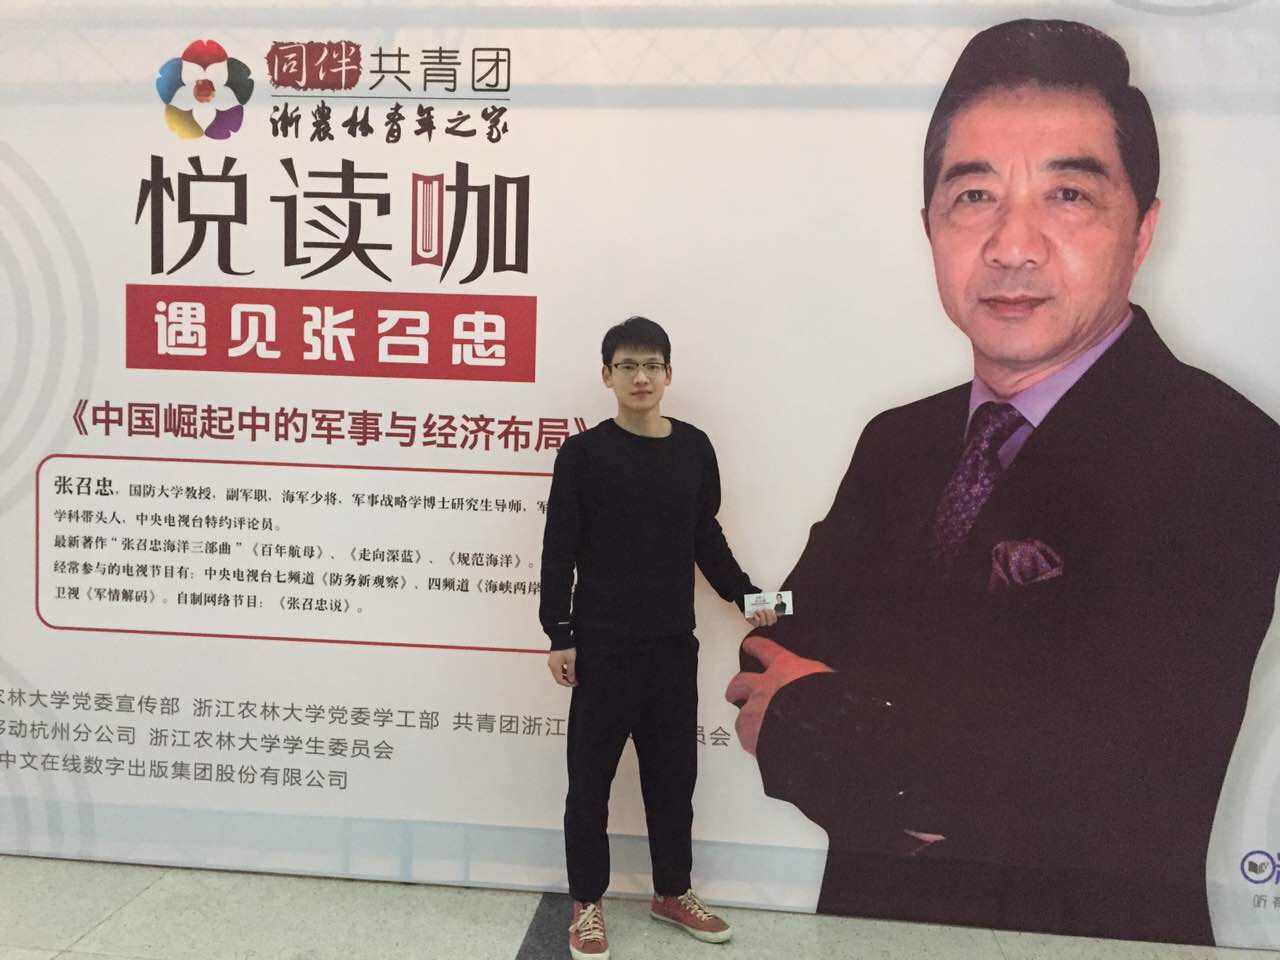 同伴共青团
浙农林青年之家
悦读咖
遇见张召忠
《中国崛起中的军事与经济布局》
张召忠，国防大学教授，副军职，海军少将，军事战略学博士研究生导师，军
学科带头人，中央电视台特约评论员。
最新著作“张召忠海洋三部曲”《百年航母》、《走向深蓝》、《规范海洋》。
经常参与的电视节目有：中央电视台七频道《防务新观察》、四频道《海峡两岸
卫视《军情解码》。自制网络节目：《张召忠说》。
农林大学党委宣传部 浙江农林大学党委学工部 共青团浙江 员会
移动杭州分公司 浙江农林大学学生委员会
中文在线数字出版集团股份有限公司